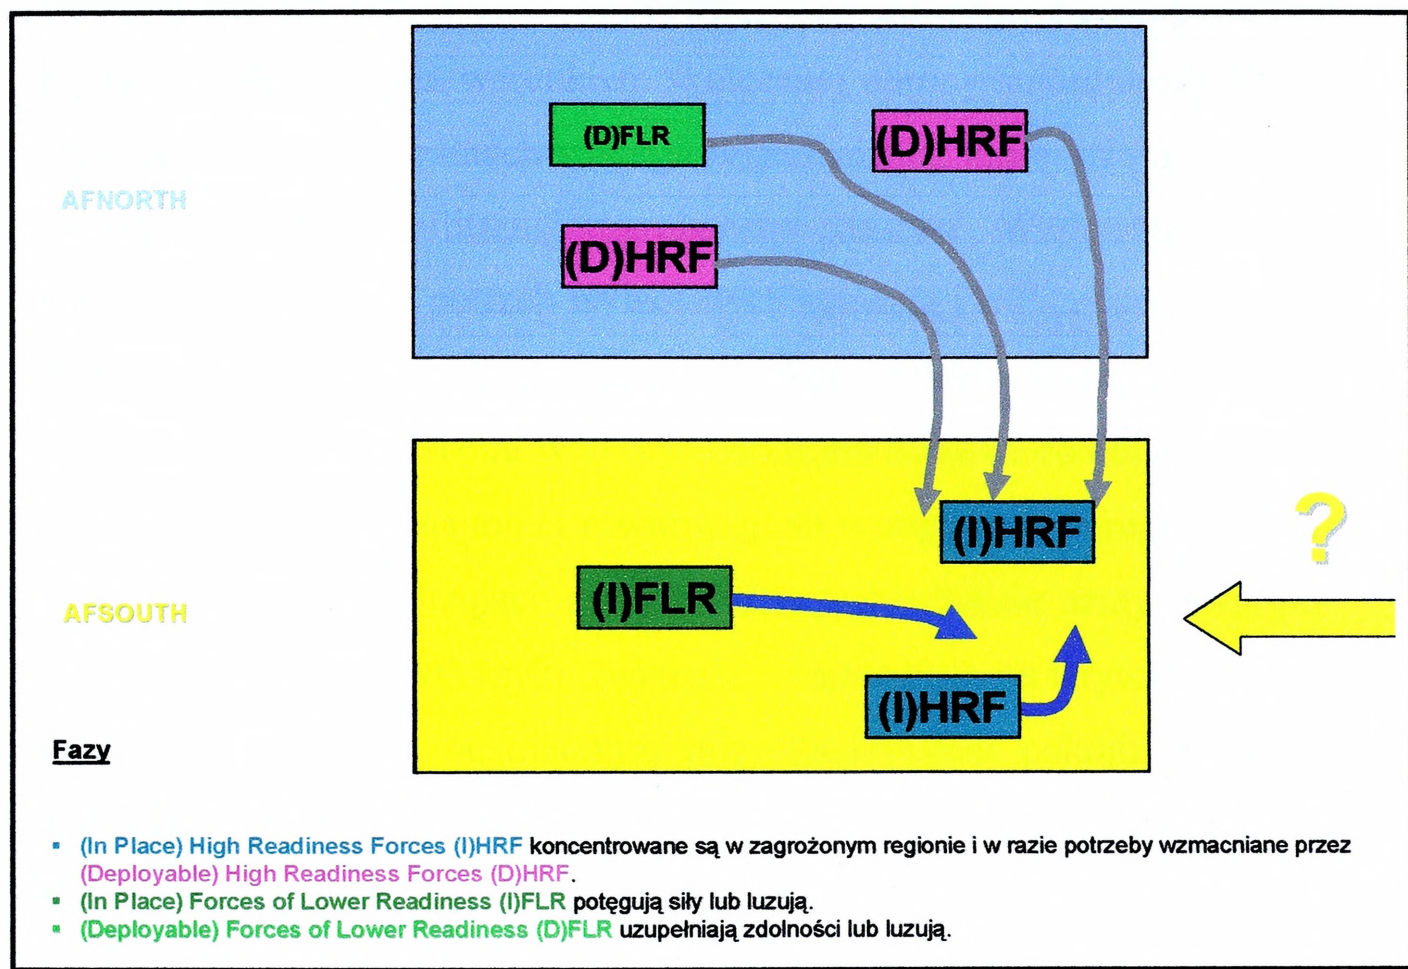 (D)FLR
(D)HRF
AFNORTH
(D)HRF
(I)HRF
?
(I)FLR
AFSOUTH
(I)HRF
Fazy
(In Place) High Readiness Forces (I)HRF koncentrowane są w zagrożonym regionie i w razie potrzeby wzmacniane przez
(Deployable) High Readiness Forces (D)HRF.
(In Place) Forces of Lower Readiness (I)FLR potęgują siły lub luzują.
(Deployable) Forces of Lower Readiness (D)FLR uzupełniają zdolności lub luzują.